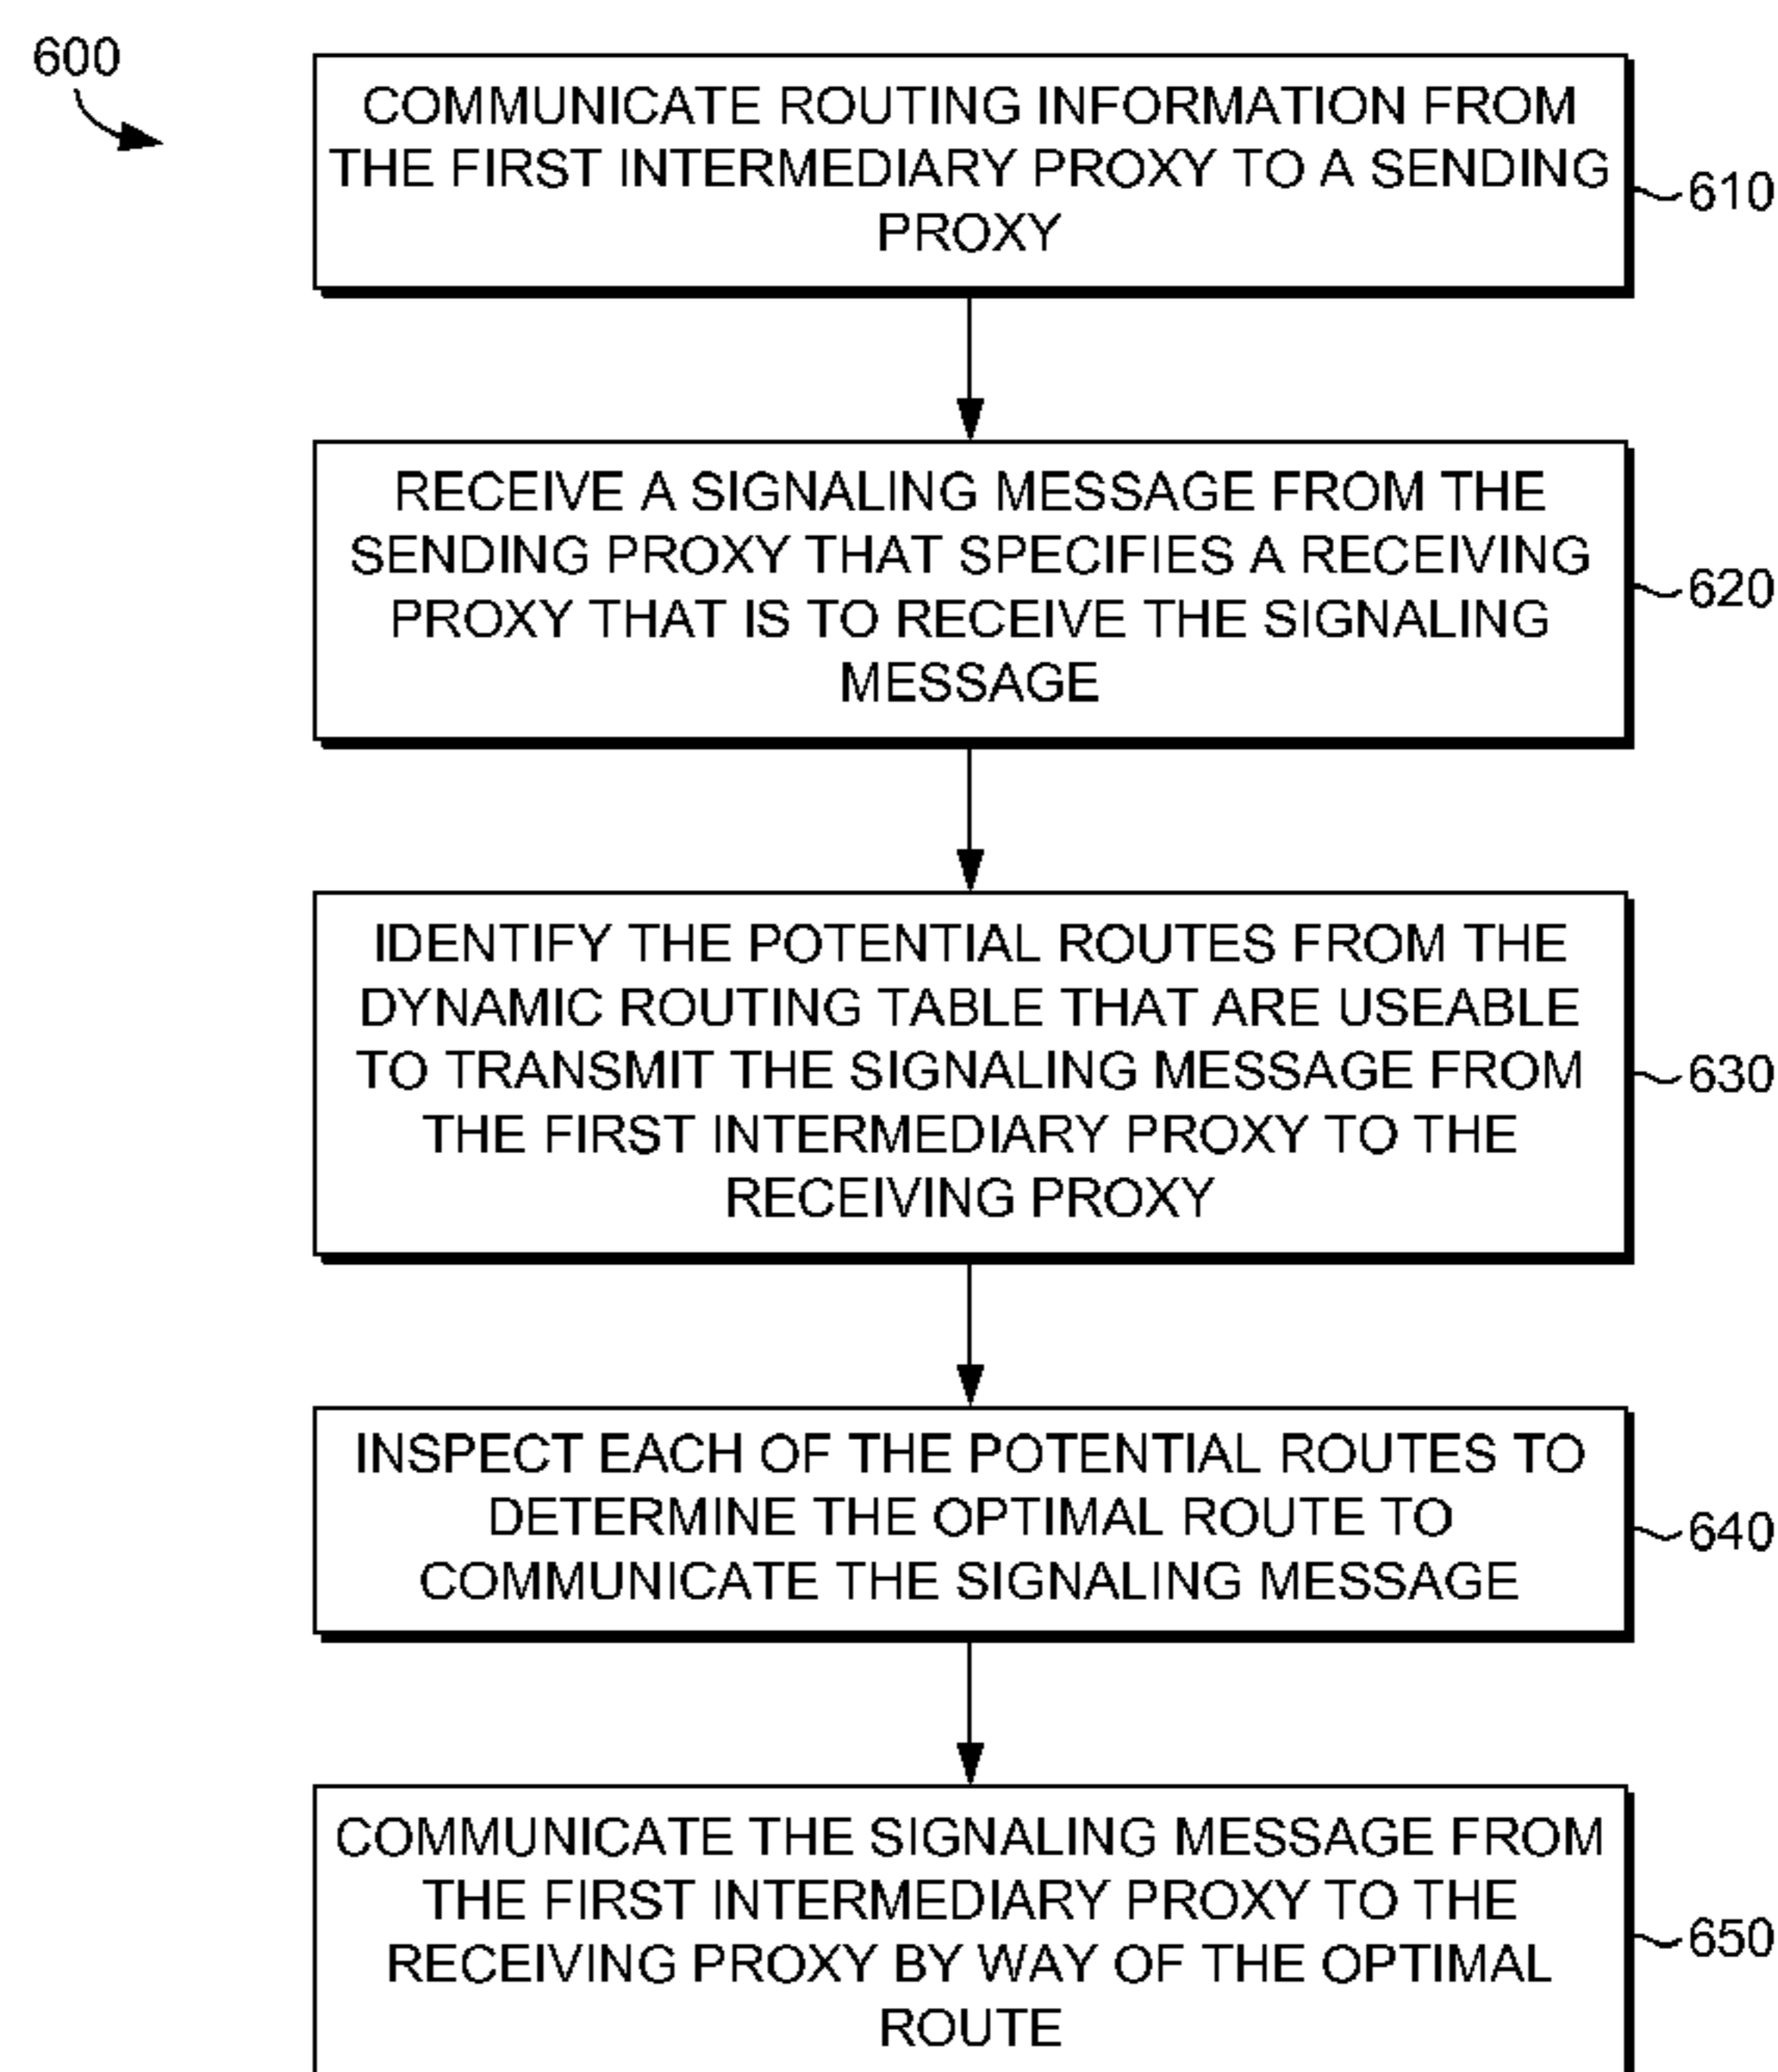 600
COMMUNICATE ROUTING INFORMATION FROM
THE FIRST INTERMEDIARY PROXY TO A SENDING
PROXY
610
RECEIVE A SIGNALING MESSAGE FROM THE
SENDING PROXY THAT SPECIFIES A RECEIVING
PROXY THAT IS TO RECEIVE THE SIGNALING
MESSAGE
620
IDENTIFY THE POTENTIAL ROUTES FROM THE
DYNAMIC ROUTING TABLE THAT ARE USEABLE
TO TRANSMIT THE SIGNALING MESSAGE FROM
THE FIRST INTERMEDIARY PROXY TO THE
RECEIVING PROXY
630
INSPECT EACH OF THE POTENTIAL ROUTES TO
DETERMINE THE OPTIMAL ROUTE TO
COMMUNICATE THE SIGNALING MESSAGE
640
COMMUNICATE THE SIGNALING MESSAGE FROM
THE FIRST INTERMEDIARY PROXY TO THE
RECEIVING PROXY BY WAY OF THE OPTIMAL
ROUTE
650